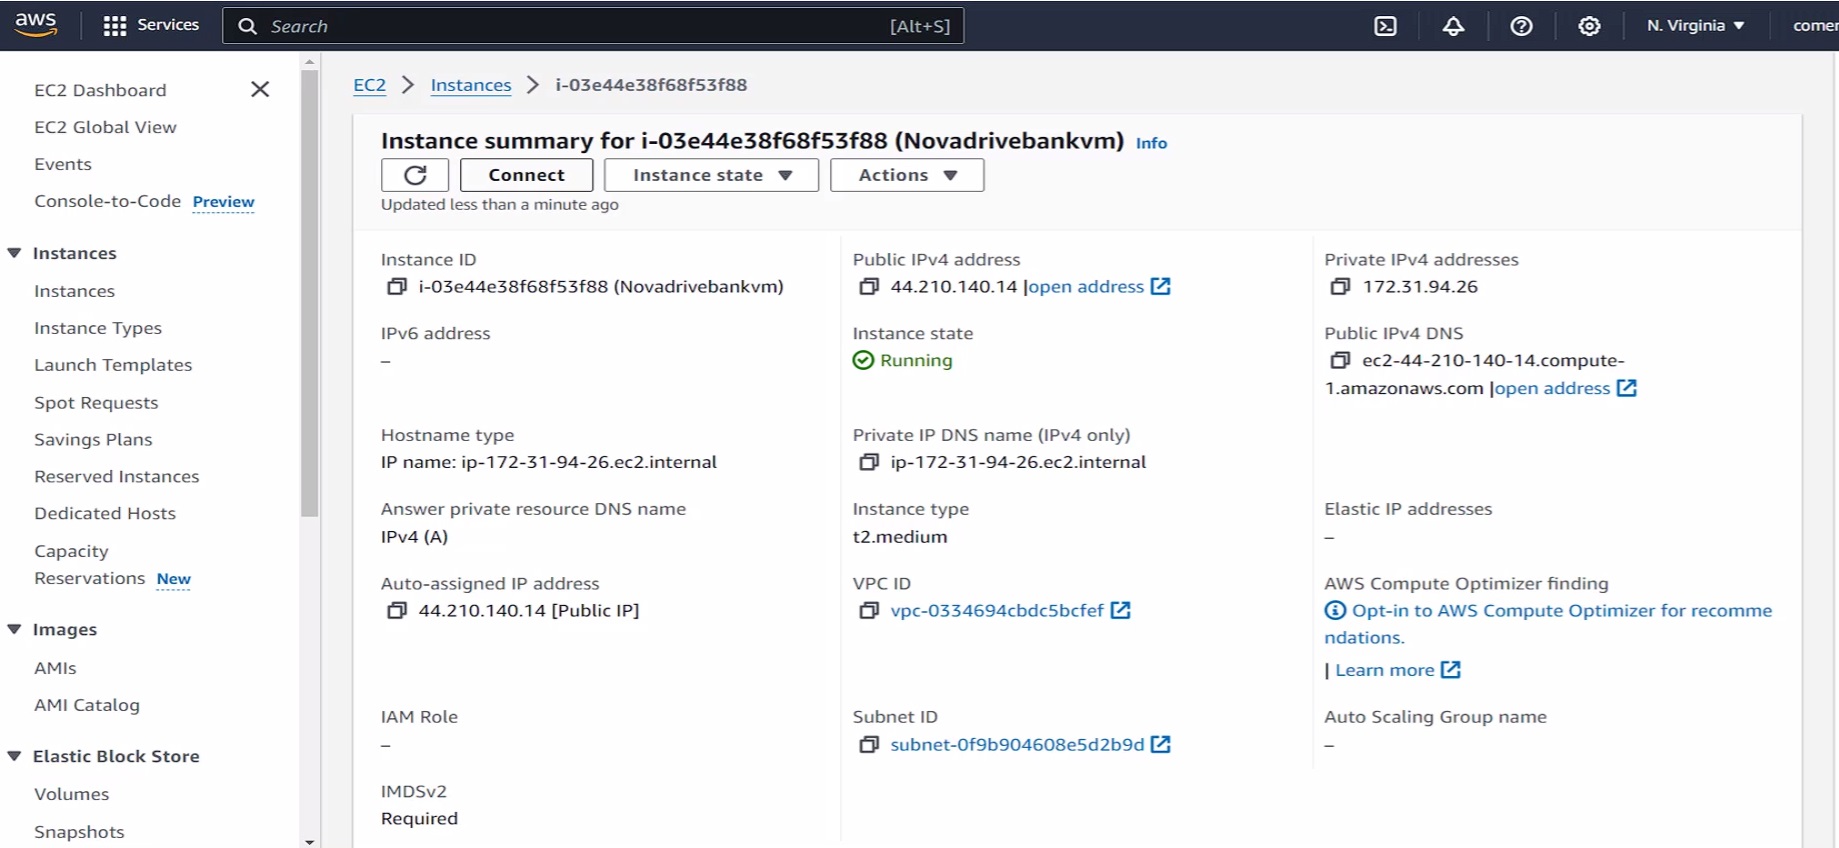 aws
Services
Search
[Alt+S]
N. Virginia
EC2 Dashboard
EC2 Global View
Events
Console-to-Code Preview
Instances
Instances
Instance Types
Launch Templates
Spot Requests
Savings Plans
Reserved Instances
Dedicated Hosts
Capacity
Reservations New
Images
AMIs
AMI Catalog
Elastic Block Store
Volumes
Snapshots
EC2 > Instances > i-03e44e38f68f53f88
Instance summary for i-03e44e38f68f53f88 (Novadrivebankvm) Info
Connect
Instance state
Actions
Updated less than a minute ago
Instance ID
i-03e44e38f68f53f88 (Novadrivebankvm)
Public IPv4 address
44.210.140.14 |open address
Private IPv4 addresses
172.31.94.26
IPv6 address
–
Instance state
Running
Public IPv4 DNS
ec2-44-210-140-14.compute-
1.amazonaws.com |open address
Hostname type
IP name: ip-172-31-94-26.ec2.internal
Private IP DNS name (IPv4 only)
ip-172-31-94-26.ec2.internal
Answer private resource DNS name
IPv4 (A)
Instance type
t2.medium
Elastic IP addresses
–
Auto-assigned IP address
44.210.140.14 [Public IP]
VPC ID
vpc-0334694cbdc5bcfef
AWS Compute Optimizer finding
Opt-in to AWS Compute Optimizer for recomme
ndations.
| Learn more
IAM Role
–
Subnet ID
subnet-0f9b904608e5d2b9d
Auto Scaling Group name
–
IMDSv2
Required